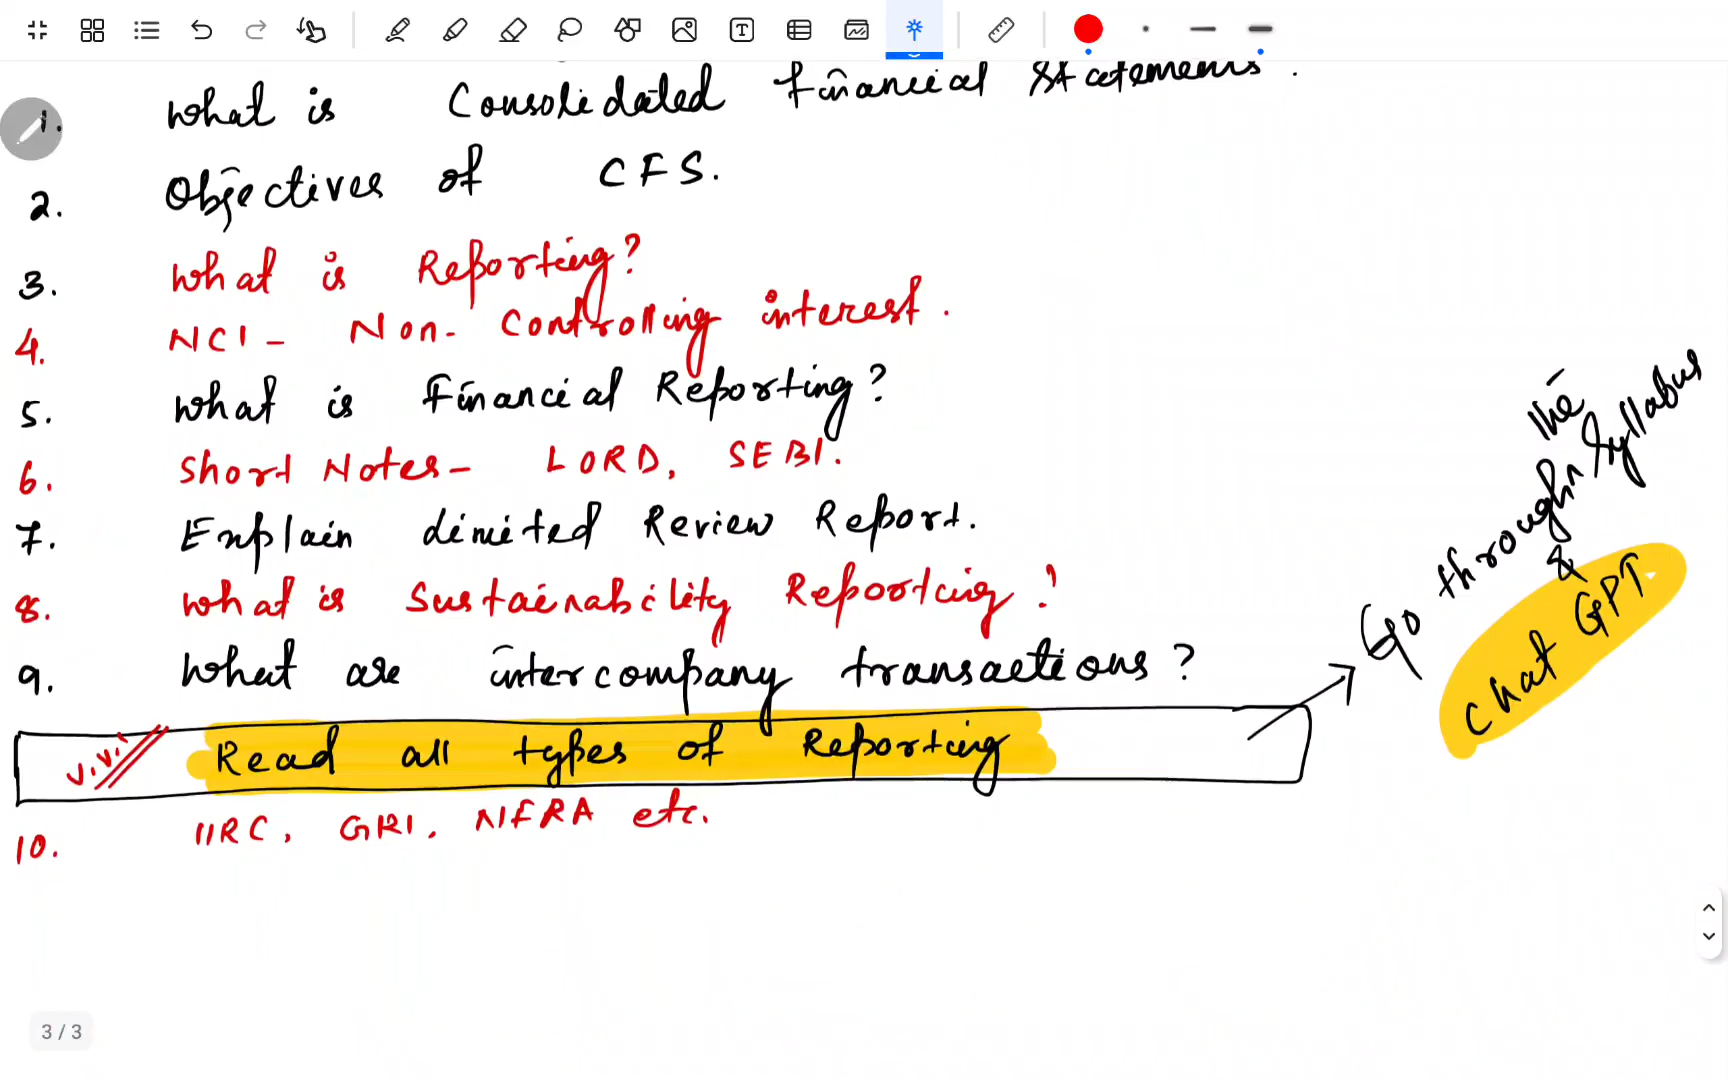 1. What is Consolidated financial statements.
2. Objectives of CFS.
3. What is Reporting?
4. NCI - Non-Controlling interest.
5. What is Financial Reporting?
6. Short Notes - LORD, SEBI.
7. Explain Limited Review Report.
8. What is Sustainability Reporting?
9. What are intercompany transactions?
V.V.I Read all types of Reporting
Go through the Syllabus
&
Chat GPT
10. IIRC, GRI, NFRA etc.
3 / 3